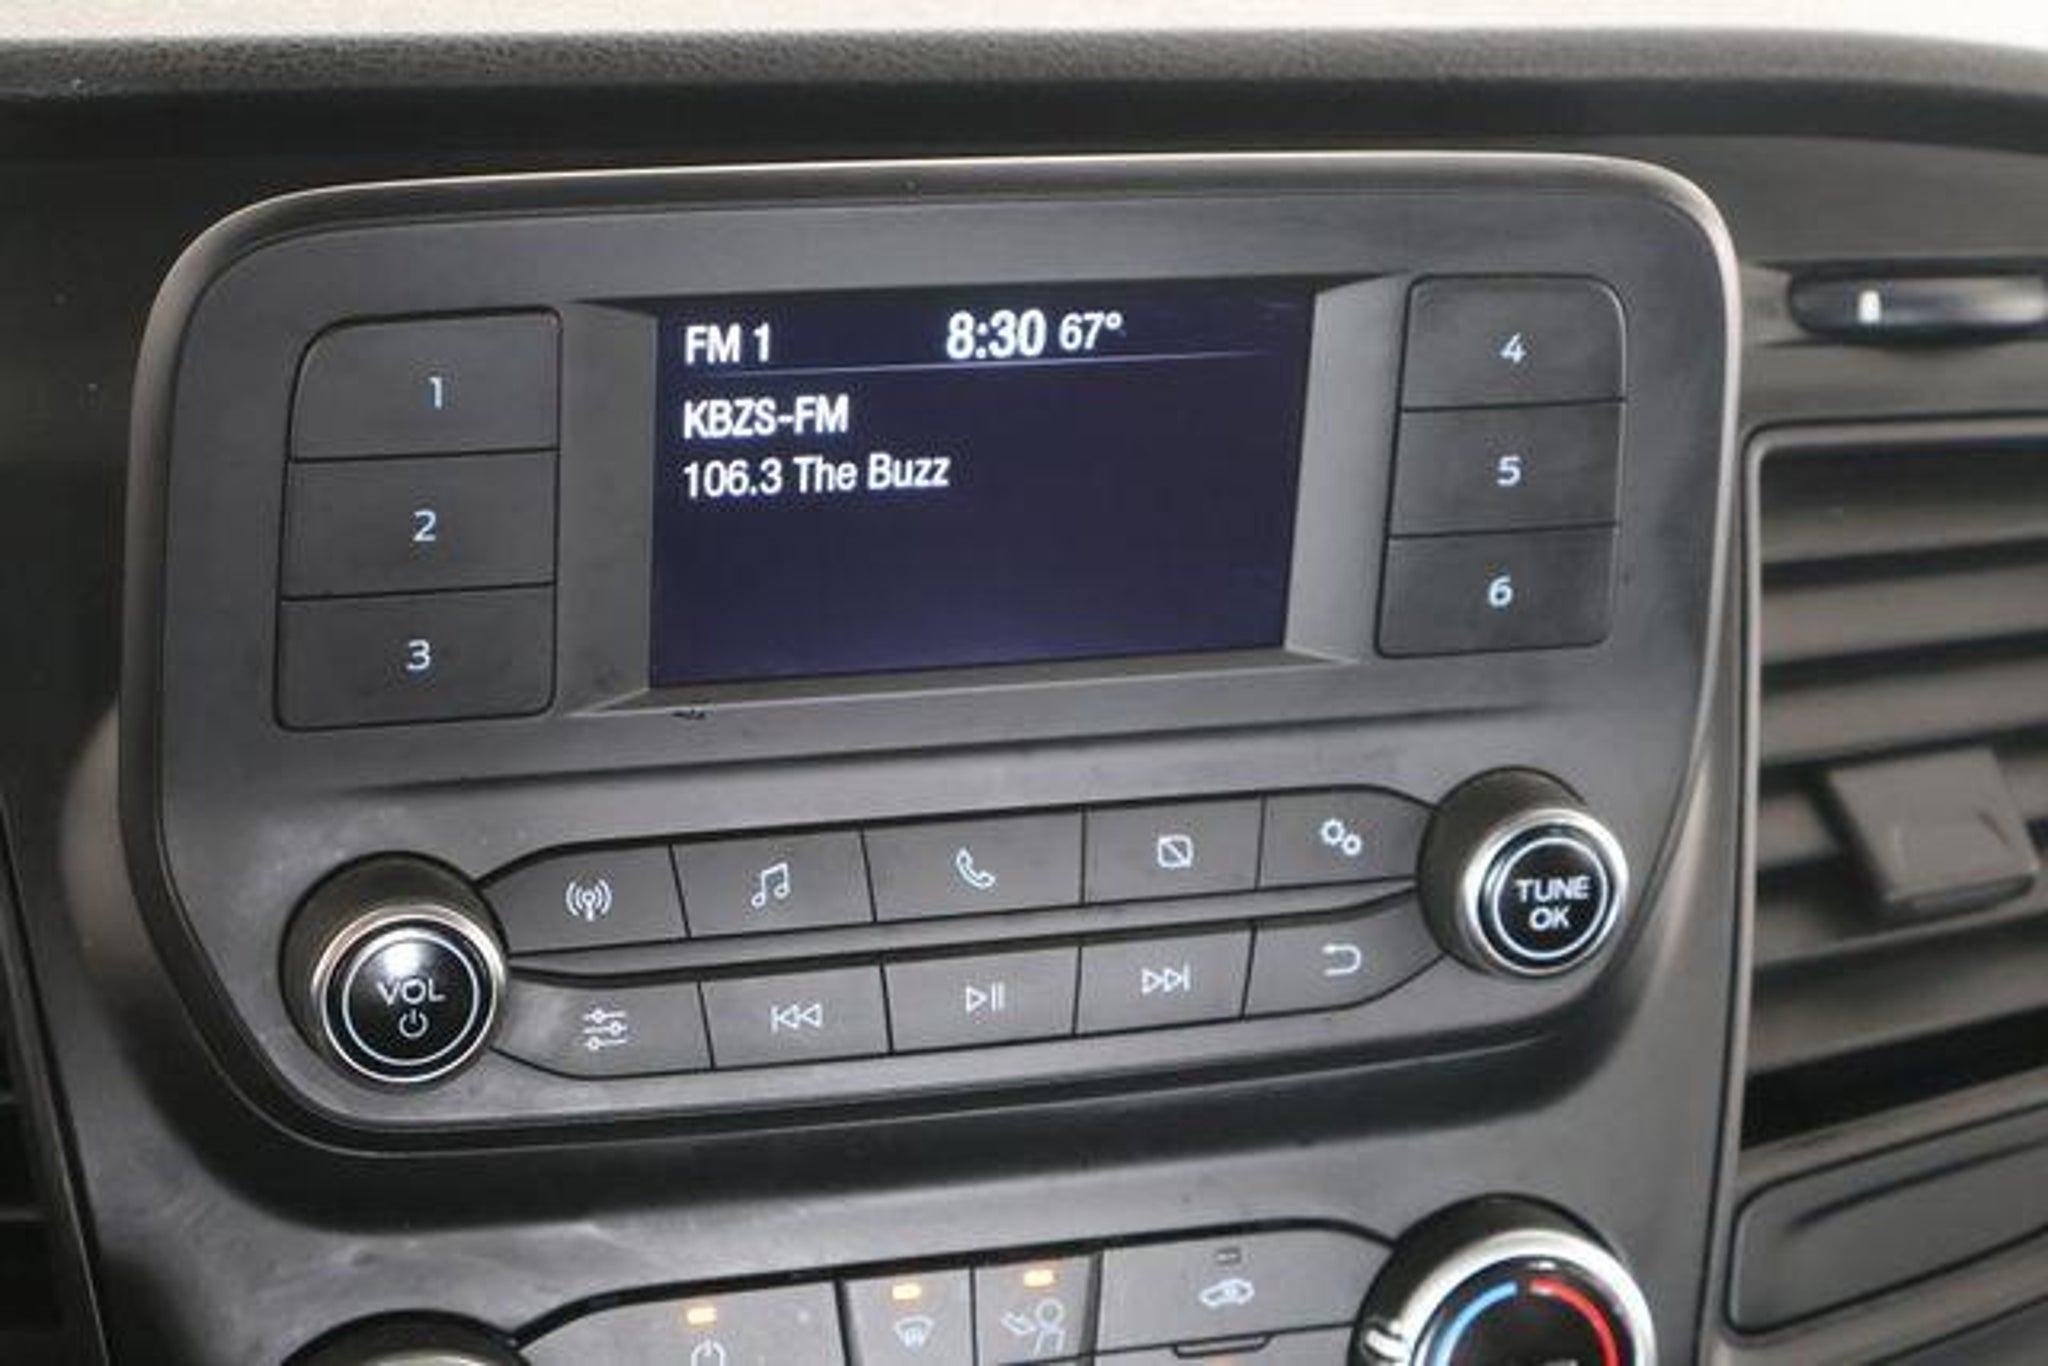 FM 1 8:30 67°
KBZS-FM
106.3 The Buzz
1
2
3
4
5
6
VOL
TUNE
OK